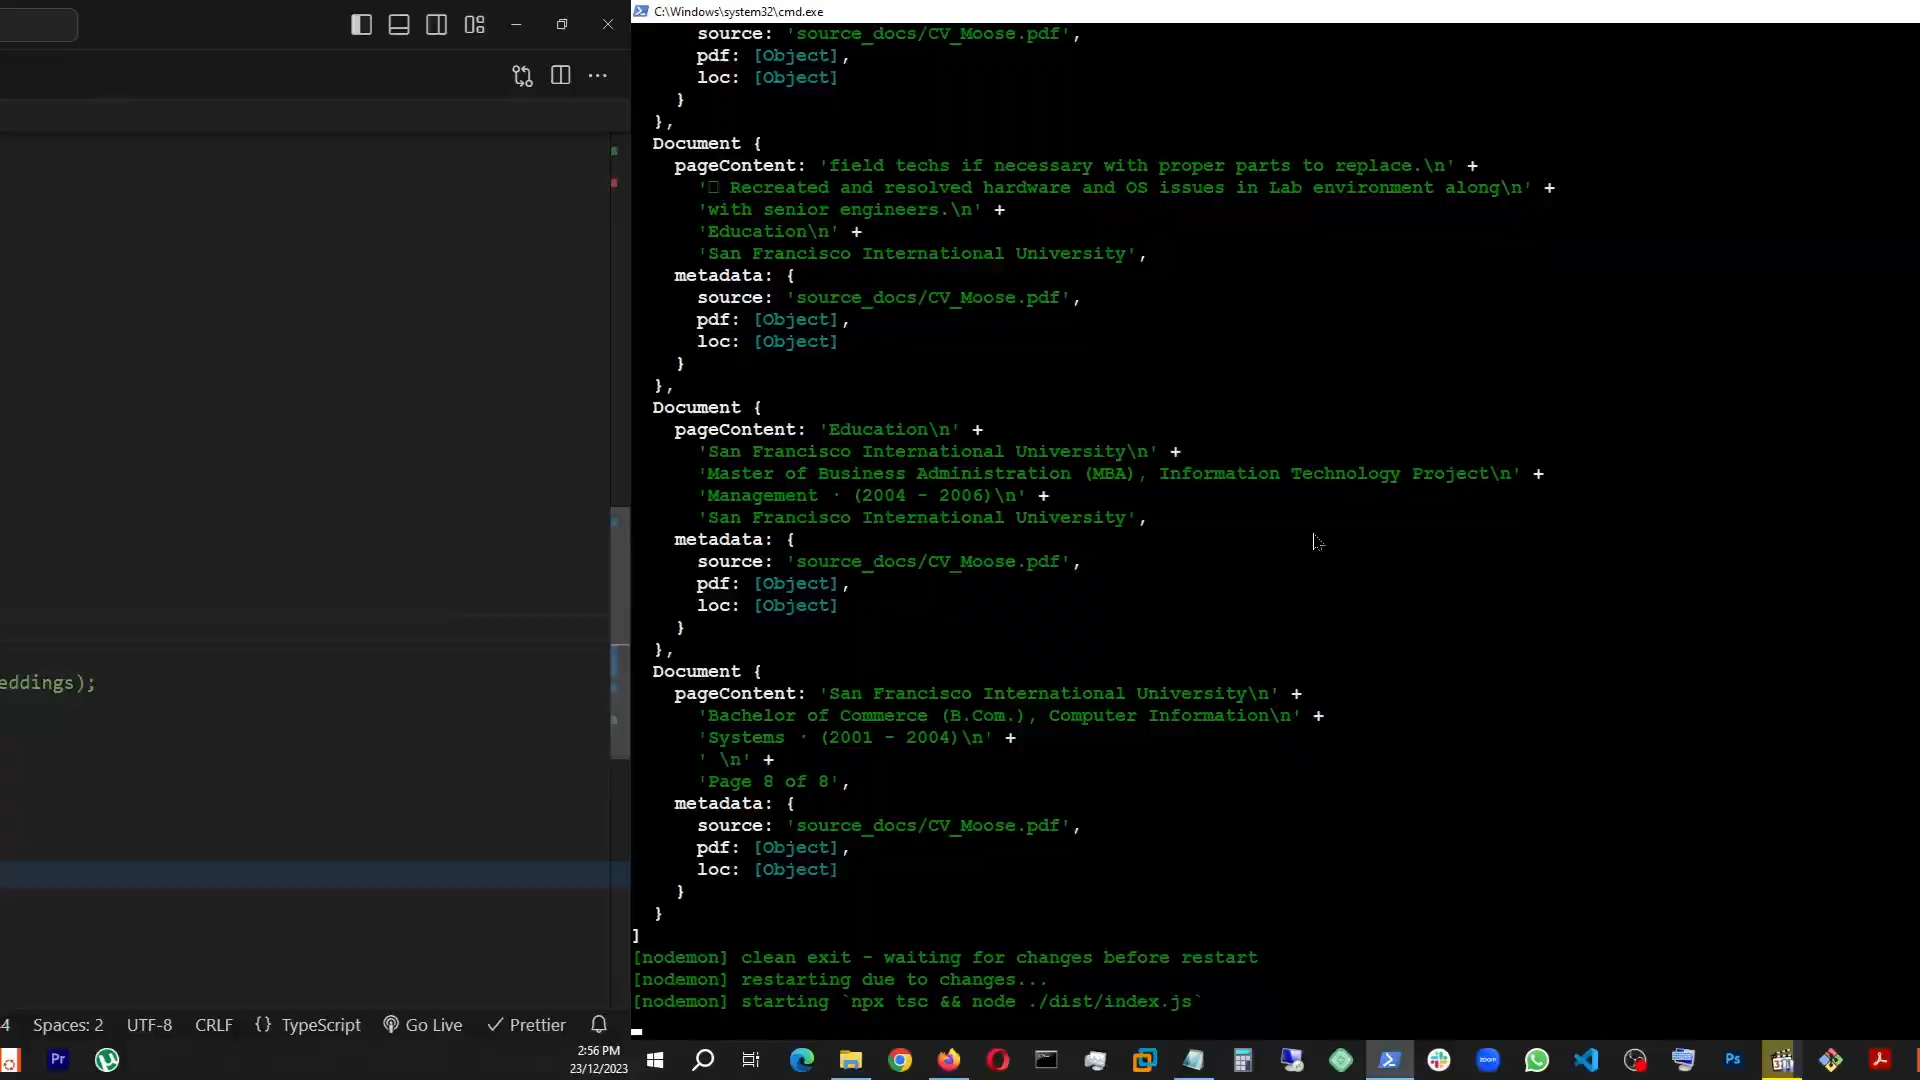 C:\Windows\system32\cmd.exe
source: 'source_docs/CV_Moose.pdf',
pdf: [Object],
loc: [Object]
}
},
Document {
pageContent: 'field techs if necessary with proper parts to replace.\n' +
' Recreated and resolved hardware and OS issues in Lab environment along\n' +
'with senior engineers.\n' +
'Education\n' +
'San Francisco International University',
metadata: {
source: 'source_docs/CV_Moose.pdf',
pdf: [Object],
loc: [Object]
}
},
Document {
pageContent: 'Education\n' +
'San Francisco International University\n' +
'Master of Business Administration (MBA), Information Technology Project\n' +
'Management · (2004 - 2006)\n' +
'San Francisco International University',
metadata: {
source: 'source_docs/CV_Moose.pdf',
pdf: [Object],
loc: [Object]
}
},
Document {
pageContent: 'San Francisco International University\n' +
'Bachelor of Commerce (B.Com.), Computer Information\n' +
'Systems · (2001 - 2004)\n' +
' \n' +
'Page 8 of 8',
metadata: {
source: 'source_docs/CV_Moose.pdf',
pdf: [Object],
loc: [Object]
}
}
]
[nodemon] clean exit - waiting for changes before restart
[nodemon] restarting due to changes...
[nodemon] starting `npx tsc && node ./dist/index.js`
eddings);
4 Spaces: 2 UTF-8 CRLF {} TypeScript Go Live Prettier
Pr
2:56 PM
23/12/2023
zoom
Ps